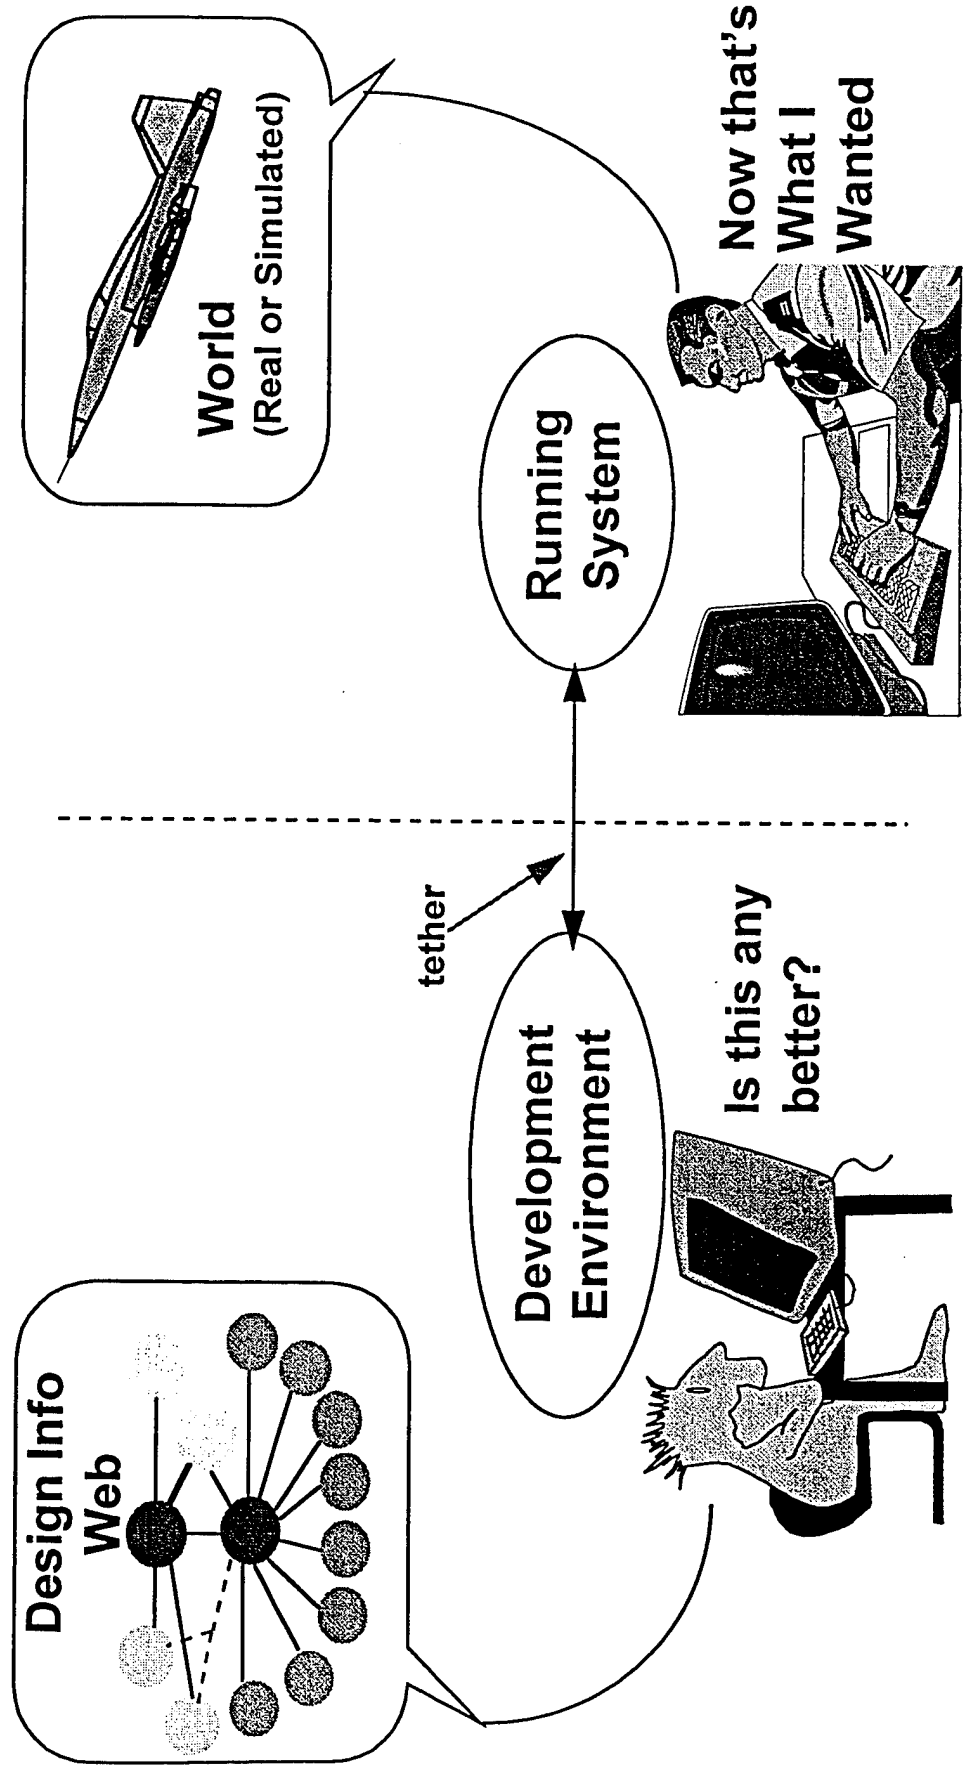 Design Info
Web
World
(Real or Simulated)
tether
Development
Environment
Running
System
Is this any
better?
Now that's
What I
Wanted